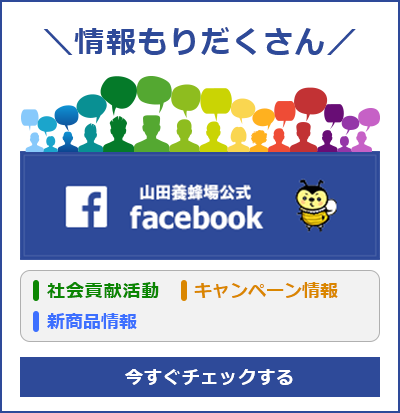 ＼情報もりだくさん／
山田養蜂場公式
facebook
社会貢献活動 キャンペーン情報
新商品情報
今すぐチェックする